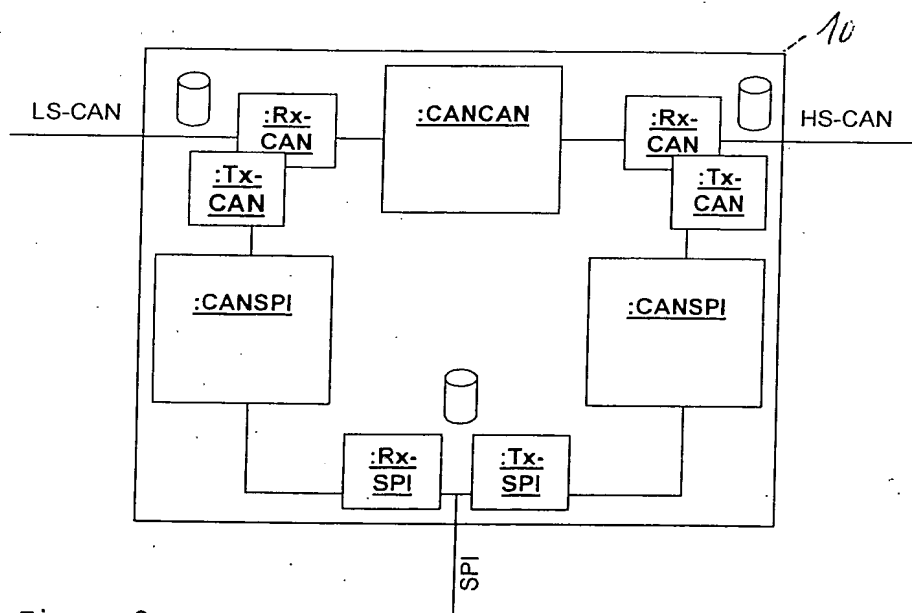 10
LS-CAN
:Rx-
CAN
:CANCAN
:Rx-
CAN
HS-CAN
:Tx-
CAN
:Tx-
CAN
:CANSPI
:CANSPI
:Rx-
SPI
:Tx-
SPI
SPI